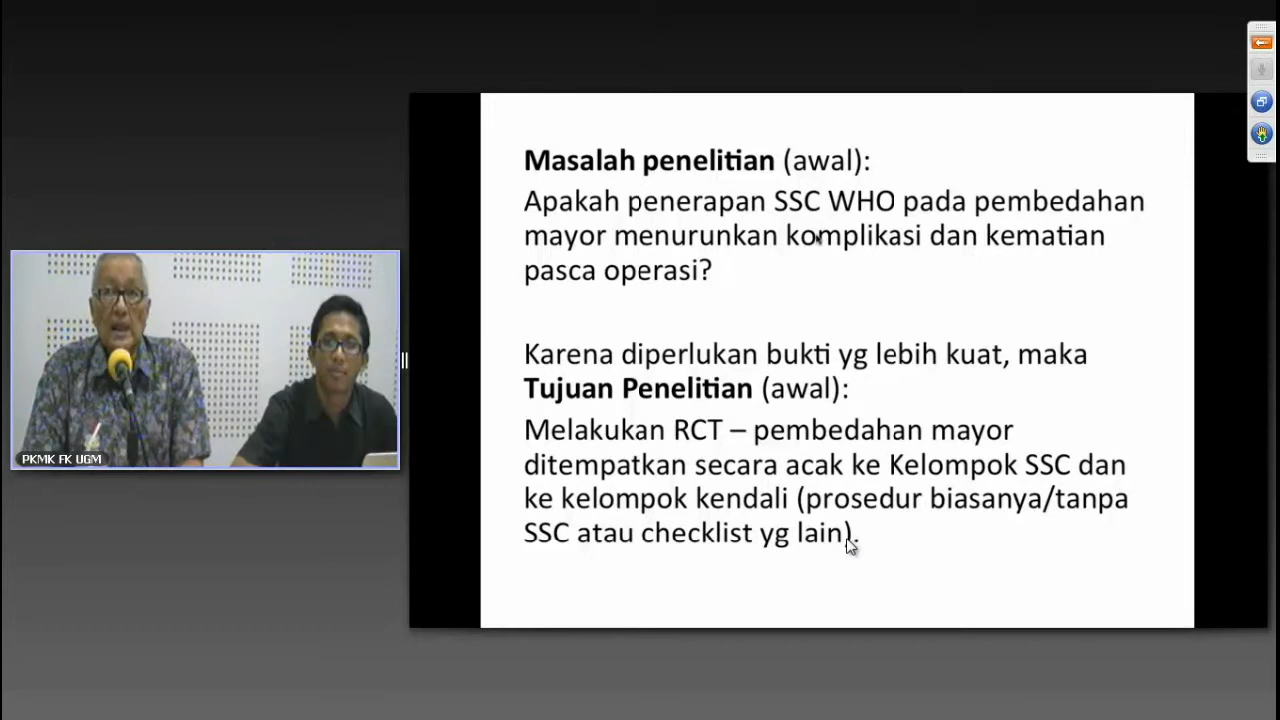 Masalah penelitian (awal):
Apakah penerapan SSC WHO pada pembedahan
mayor menurunkan komplikasi dan kematian
pasca operasi?
Karena diperlukan bukti yg lebih kuat, maka
Tujuan Penelitian (awal):
Melakukan RCT – pembedahan mayor
ditempatkan secara acak ke Kelompok SSC dan
ke kelompok kendali (prosedur biasanya/tanpa
SSC atau checklist yg lain).
PKMK FK UGM